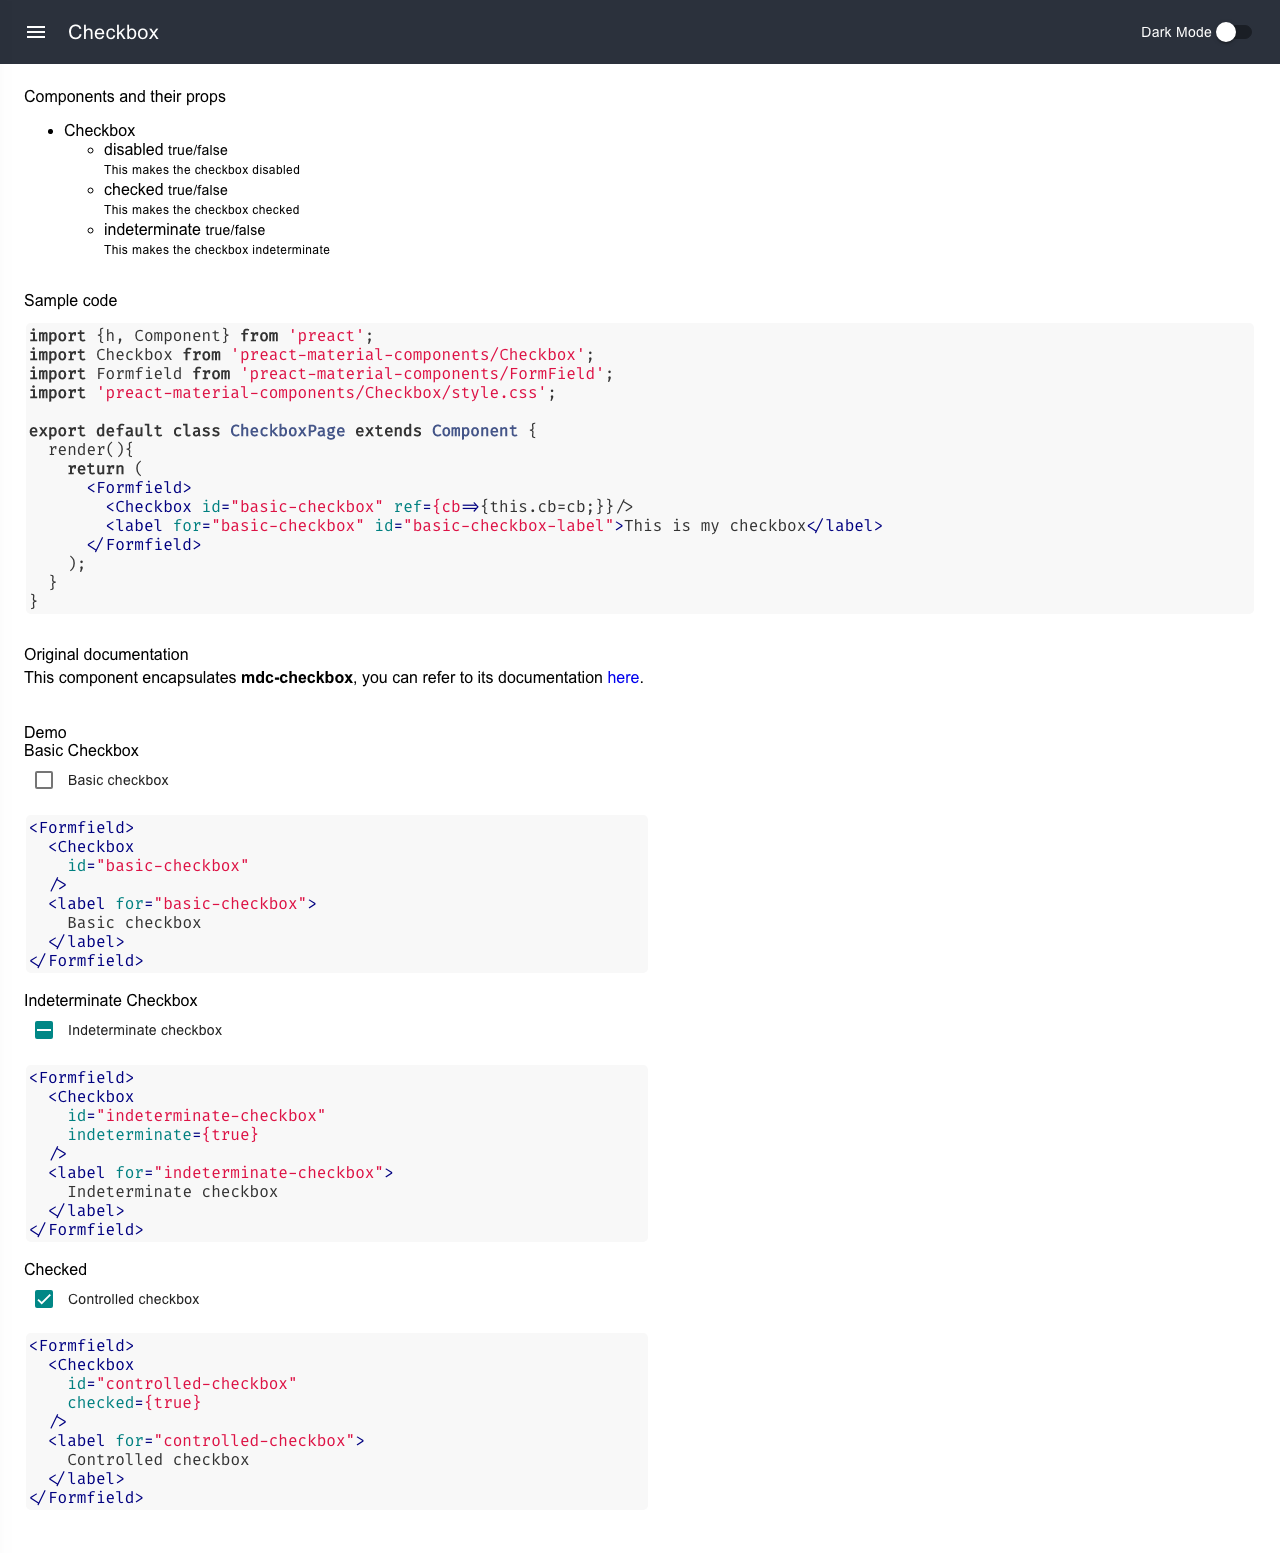 Checkbox
Dark Mode
Components and their props
Checkbox
disabled true/false
This makes the checkbox disabled
checked true/false
This makes the checkbox checked
indeterminate true/false
This makes the checkbox indeterminate
Sample code
import {h, Component} from 'preact';
import Checkbox from 'preact-material-components/Checkbox';
import Formfield from 'preact-material-components/FormField';
import 'preact-material-components/Checkbox/style.css';
export default class CheckboxPage extends Component {
render(){
return (
<Formfield>
<Checkbox id="basic-checkbox" ref={cb=>{this.cb=cb;}}/>
<label for="basic-checkbox" id="basic-checkbox-label">This is my checkbox</label>
</Formfield>
);
}
}
Original documentation
This component encapsulates mdc-checkbox, you can refer to its documentation here.
Demo
Basic Checkbox
Basic checkbox
<Formfield>
<Checkbox
id="basic-checkbox"
/>
<label for="basic-checkbox">
Basic checkbox
</label>
</Formfield>
Indeterminate Checkbox
Indeterminate checkbox
<Formfield>
<Checkbox
id="indeterminate-checkbox"
indeterminate={true}
/>
<label for="indeterminate-checkbox">
Indeterminate checkbox
</label>
</Formfield>
Checked
Controlled checkbox
<Formfield>
<Checkbox
id="controlled-checkbox"
checked={true}
/>
<label for="controlled-checkbox">
Controlled checkbox
</label>
</Formfield>